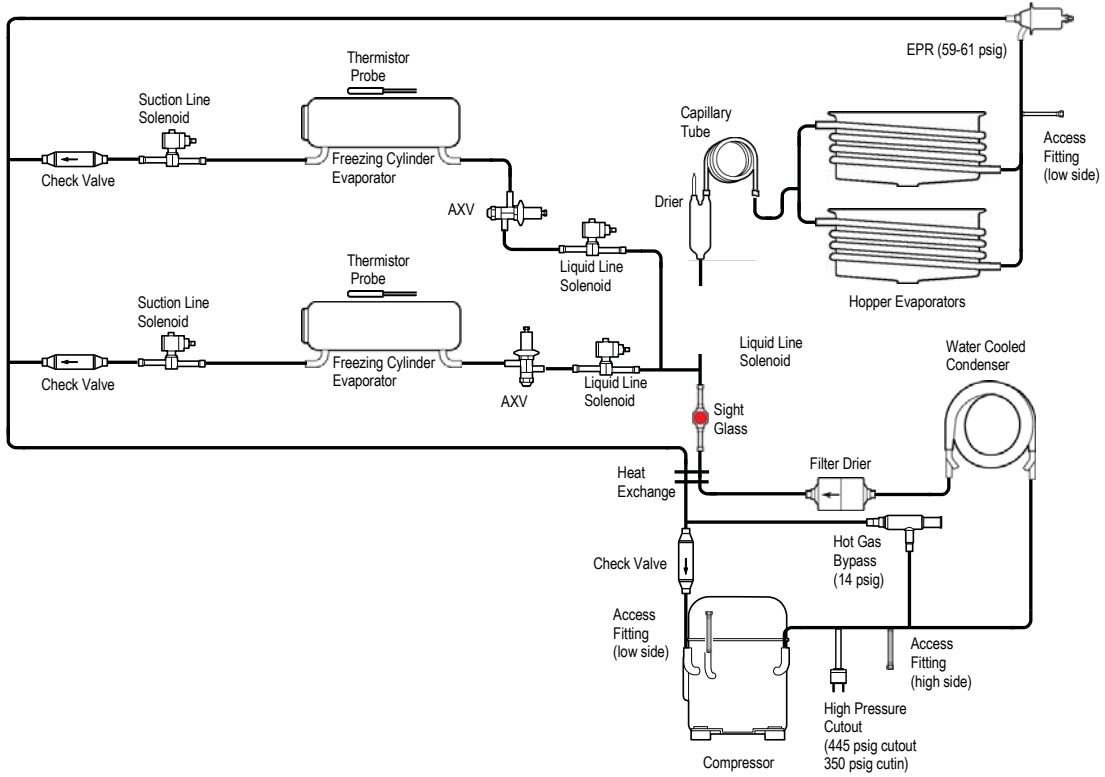 EPR (59-61 psig)
Thermistor
Probe
Suction Line
Solenoid
Capillary
Tube
Access
Fitting
(low side)
Freezing Cylinder
Evaporator
Check Valve
Drier
AXV
Liquid Line
Solenoid
Thermistor
Probe
Hopper Evaporators
Suction Line
Solenoid
Liquid Line
Solenoid
Water Cooled
Condenser
Freezing Cylinder
Evaporator
Check Valve
Liquid Line
Solenoid
AXV
Sight
Glass
Heat
Exchange
Filter Drier
Hot Gas
Bypass
(14 psig)
Check Valve
Access
Fitting
(low side)
Access
Fitting
(high side)
High Pressure
Cutout
(445 psig cutout
350 psig cutin)
Compressor